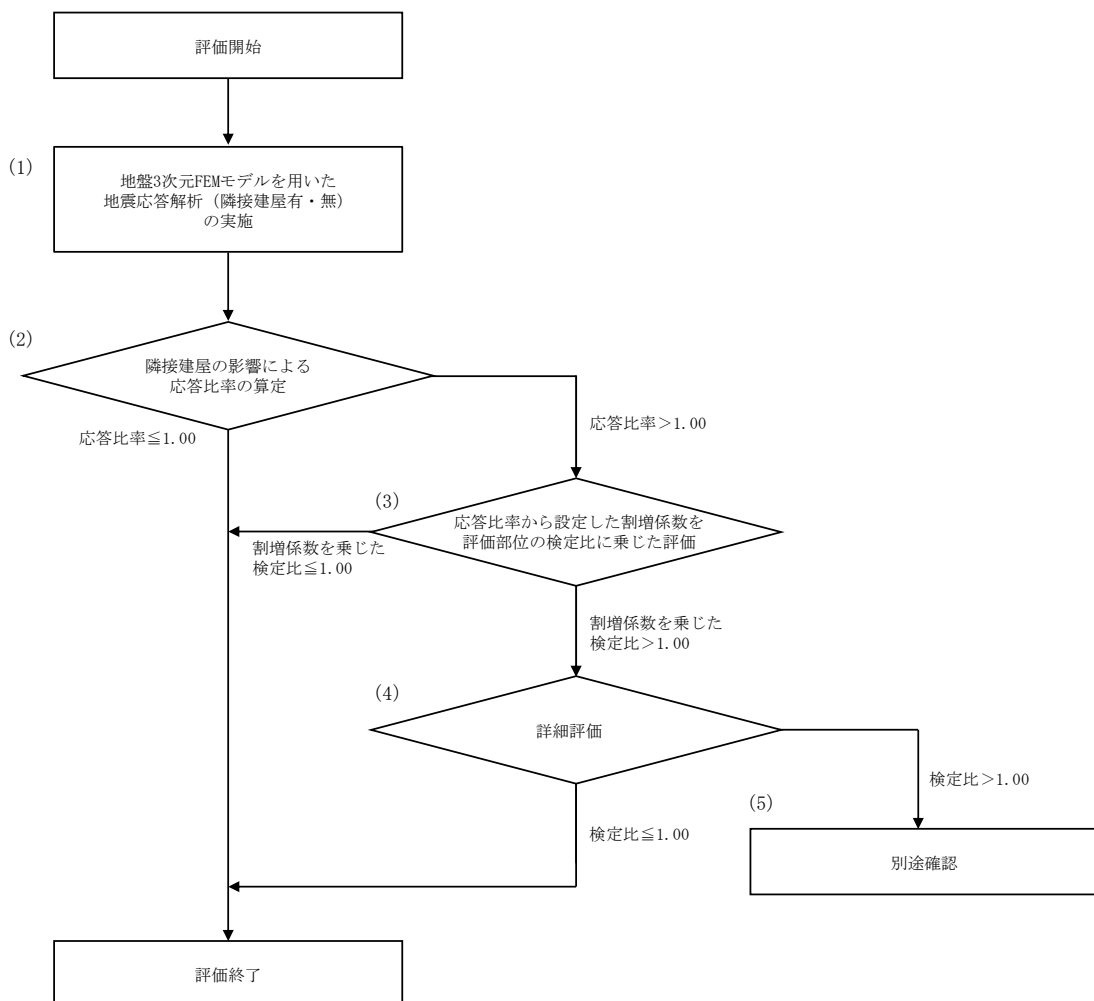 評価開始
(1)
地盤3次元FEMモデルを用いた
地震応答解析（隣接建屋有・無）
の実施
(2)
隣接建屋の影響による
応答比率の算定
応答比率≦1.00
応答比率＞1.00
(3)
応答比率から設定した割増係数を
評価部位の検定比に乗じた評価
割増係数を乗じた
検定比≦1.00
割増係数を乗じた
検定比＞1.00
(4)
詳細評価
検定比＞1.00
検定比≦1.00
(5)
別途確認
評価終了